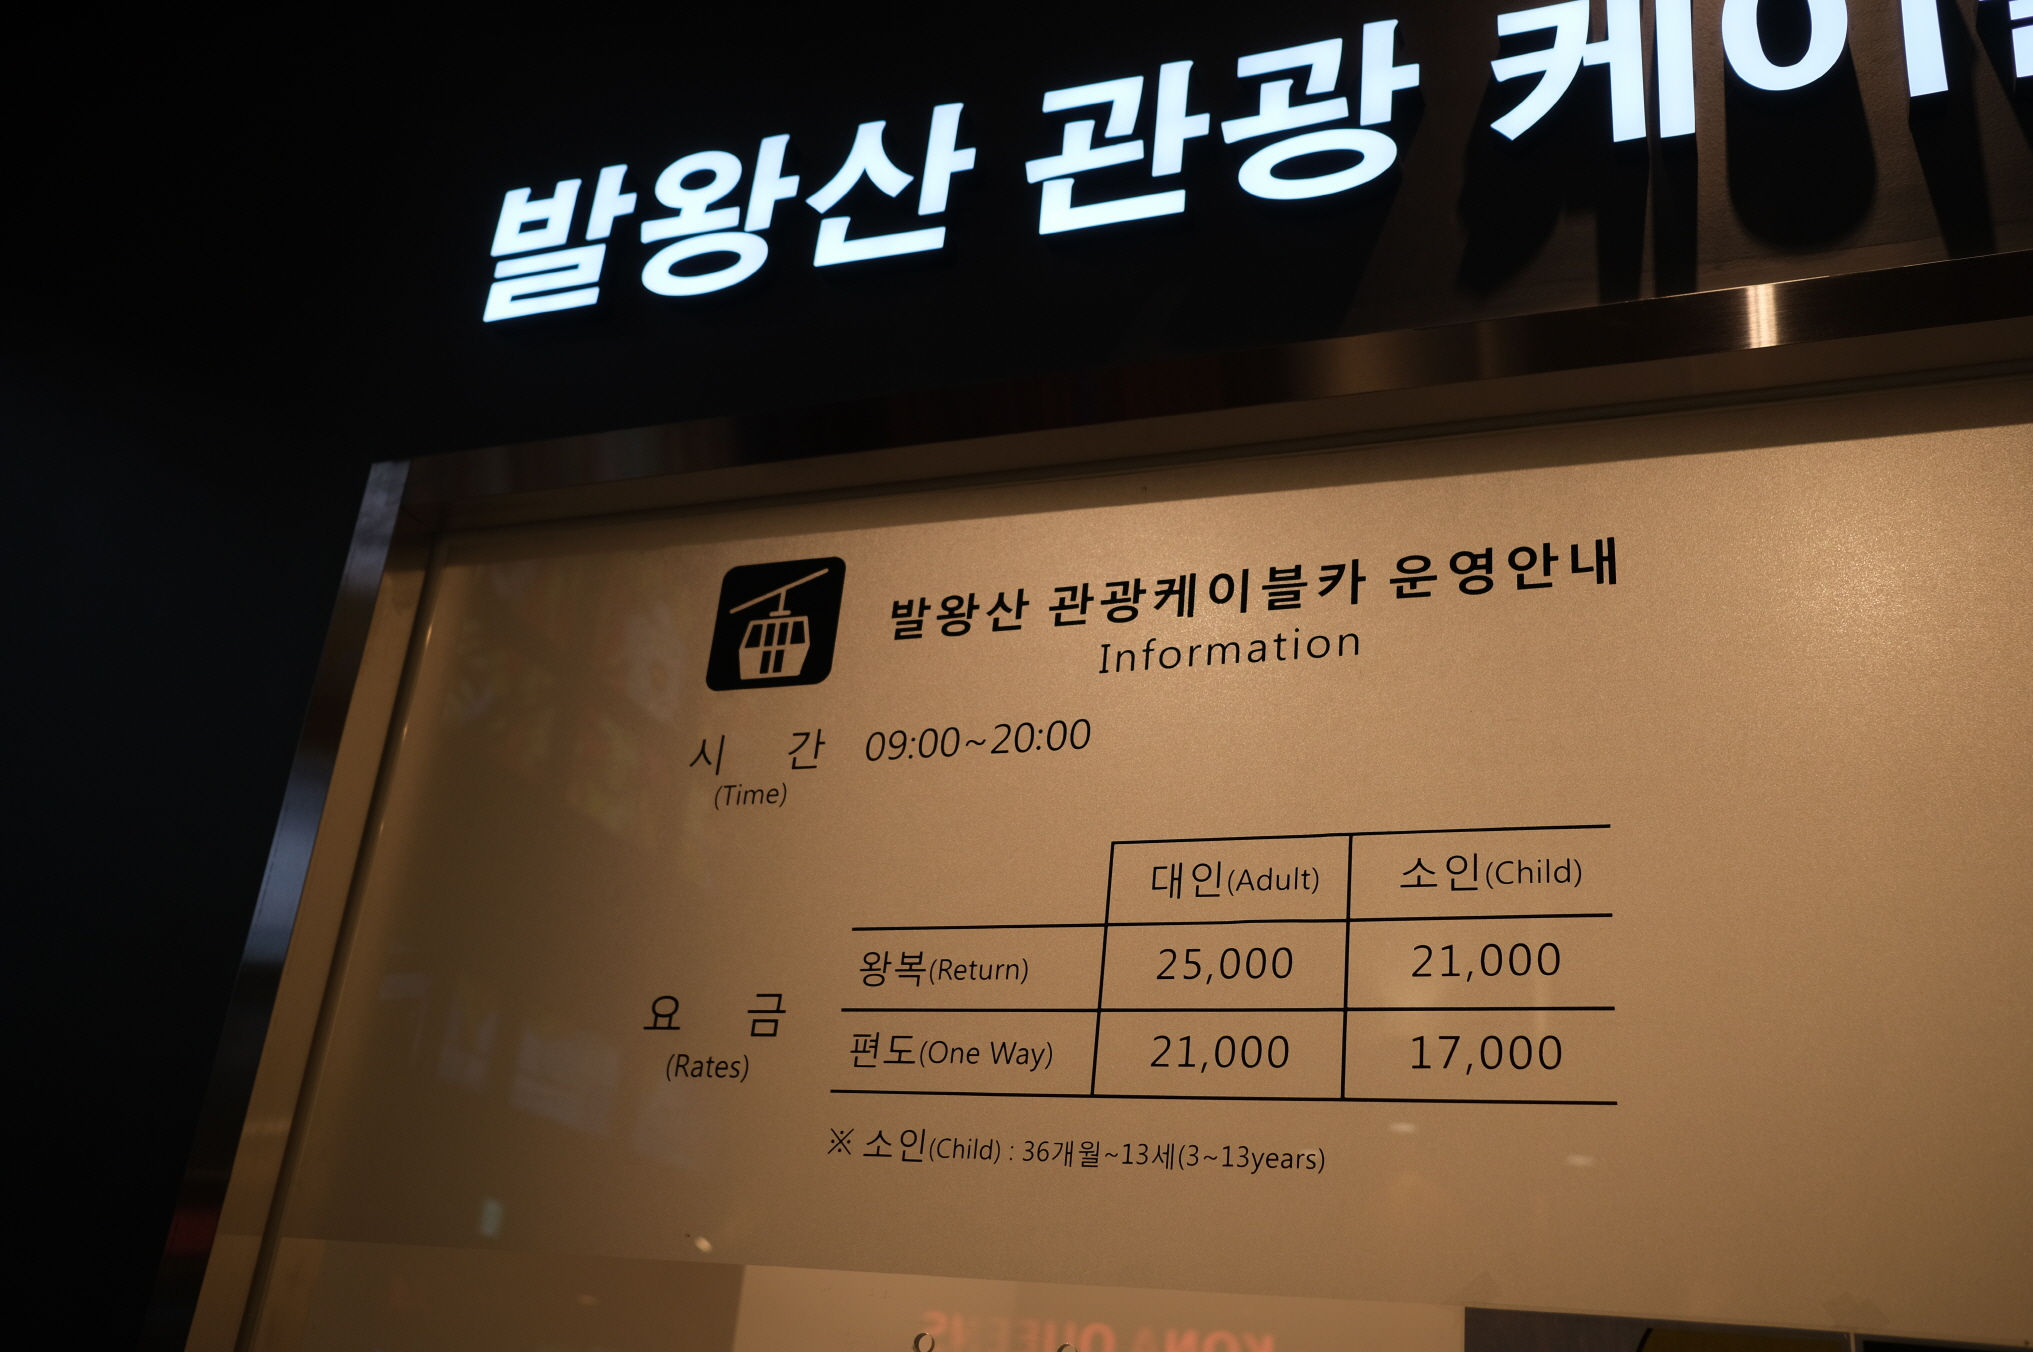 발왕산 관광 케이블
발왕산 관광케이블카 운영안내
Information
시 간 09:00~20:00
(Time)
대인(Adult) 소인(Child)
왕복(Return) 25,000 21,000
요 금
(Rates)
편도(One Way) 21,000 17,000
※ 소인(Child) : 36개월~13세(3~13years)